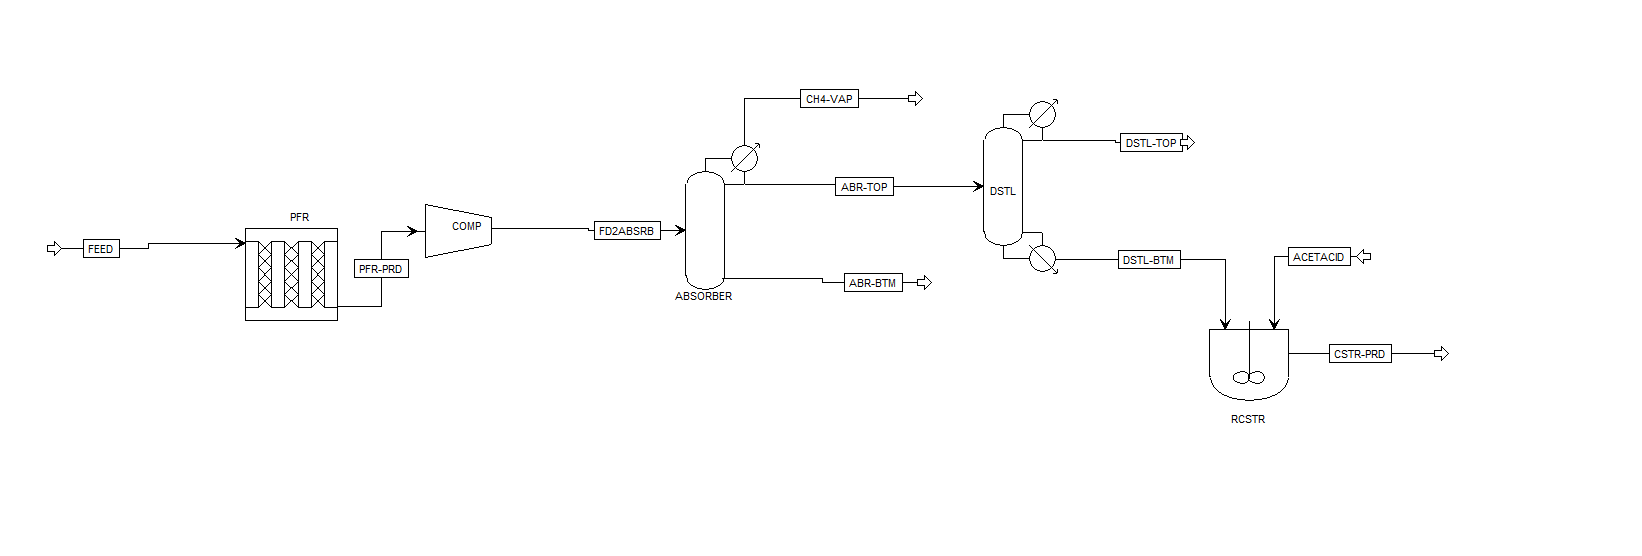 FEED
PFR
PFR-PRD
COMP
FD2ABSRB
ABSORBER
CH4-VAP
ABR-TOP
ABR-BTM
DSTL
DSTL-TOP
DSTL-BTM
ACETACID
RCSTR
CSTR-PRD